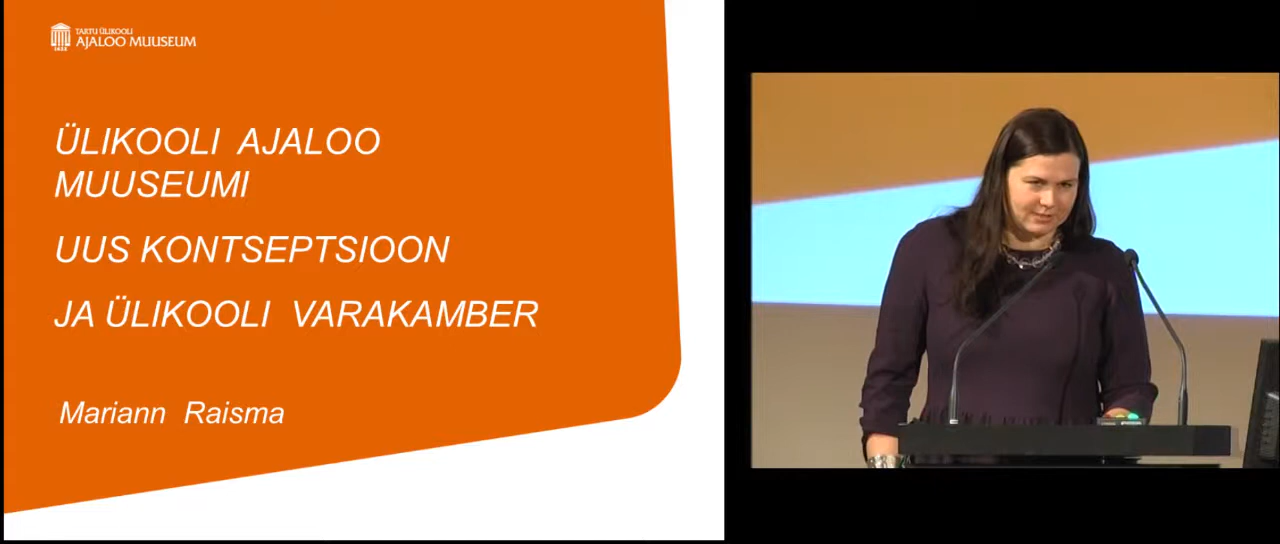 TARTU ÜLIKOOLI
AJALOO MUUSEUM
ÜLIKOOLI AJALOO
MUUSEUMI
UUS KONTSEPTSIOON
JA ÜLIKOOLI VARAKAMBER
Mariann Raisma